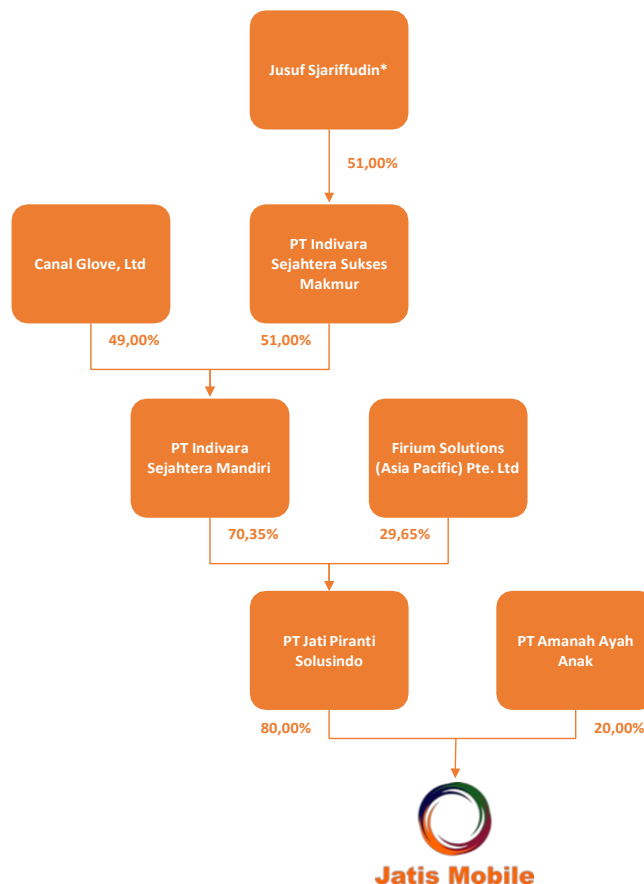 Jusuf Sjariffudin*
51,00%
Canal Glove, Ltd
PT Indivara
Sejahtera Sukses
Makmur
49,00%
51,00%
PT Indivara
Sejahtera Mandiri
Firium Solutions
(Asia Pacific) Pte. Ltd
70,35%
29,65%
PT Jati Piranti
Solusindo
PT Amanah Ayah
Anak
80,00%
20,00%
Jatis Mobile